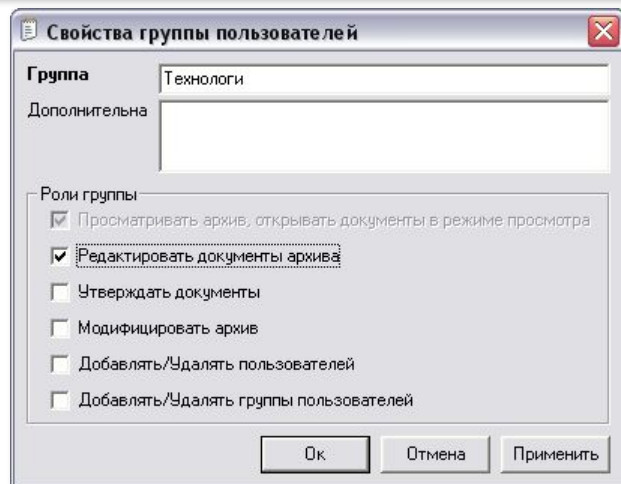 Свойства группы пользователей
Группа
Технологи
Дополнительна
Роли группы
Просматривать архив, открывать документы в режиме просмотра
Редактировать документы архива
Утверждать документы
Модифицировать архив
Добавлять/Удалять пользователей
Добавлять/Удалять группы пользователей
Ок Отмена Применить